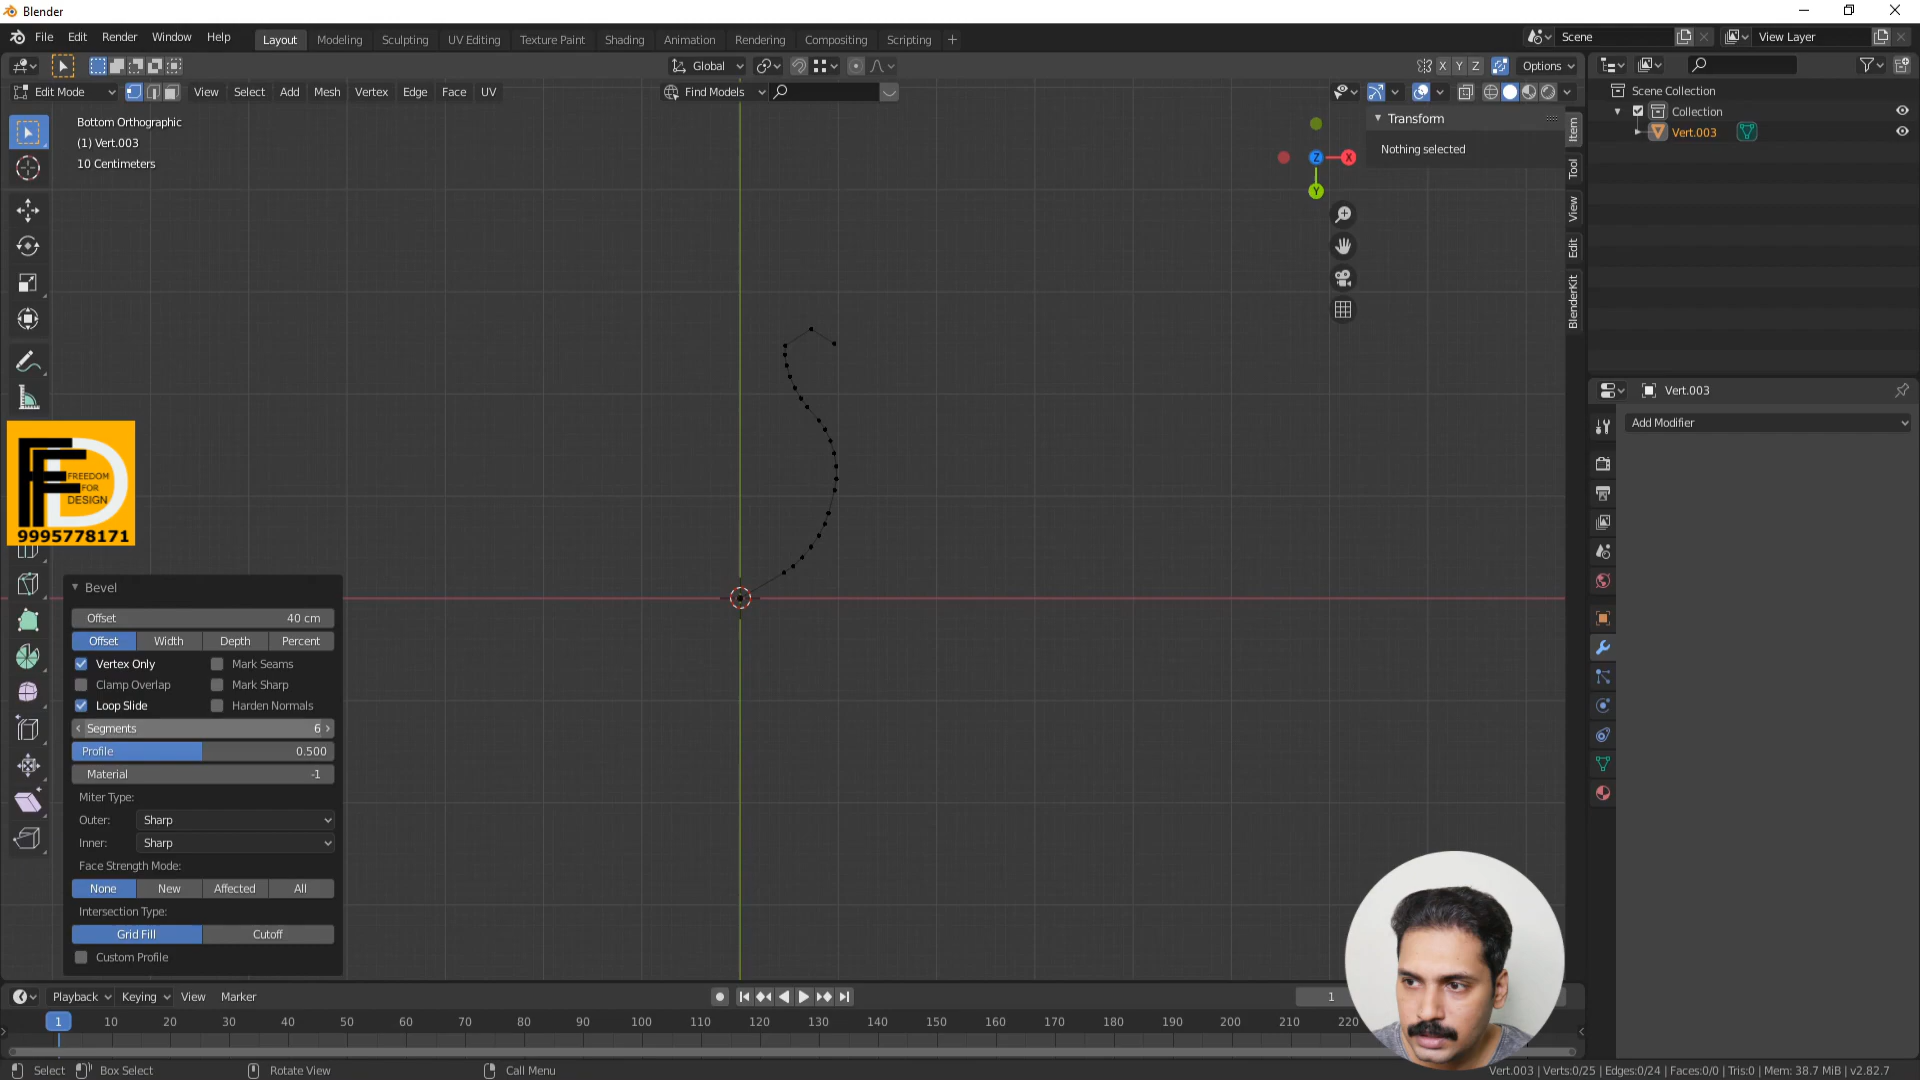 Blender
File Edit Render Window Help Layout Modeling Sculpting UV Editing Texture Paint Shading Animation Rendering Compositing Scripting + Scene View Layer
Global X Y Z Options
Edit Mode View Select Add Mesh Vertex Edge Face UV Find Models
Scene Collection
Collection
Vert.003
Bottom Orthographic
(1) Vert.003
10 Centimeters
Transform
Nothing selected
Item
Tool
View
Edit
BlenderKit
X
Z
Y
Vert.003
Add Modifier
FD
FREEDOM
FOR
DESIGN
9995778171
Bevel
Offset 40 cm
Offset Width Depth Percent
Vertex Only Mark Seams
Clamp Overlap Mark Sharp
Loop Slide Harden Normals
Segments 6
Profile 0.500
Material -1
Miter Type:
Outer: Sharp
Inner: Sharp
Face Strength Mode:
None New Affected All
Intersection Type:
Grid Fill Cutoff
Custom Profile
Playback Keying View Marker 1
1 10 20 30 40 50 60 70 80 90 100 110 120 130 140 150 160 170 180 190 200 210 220
Select Box Select Rotate View Call Menu Vert.003 | Verts:0/25 | Edges:0/24 | Faces:0/0 | Tris:0 | Mem: 38.7 MiB | v2.82.7